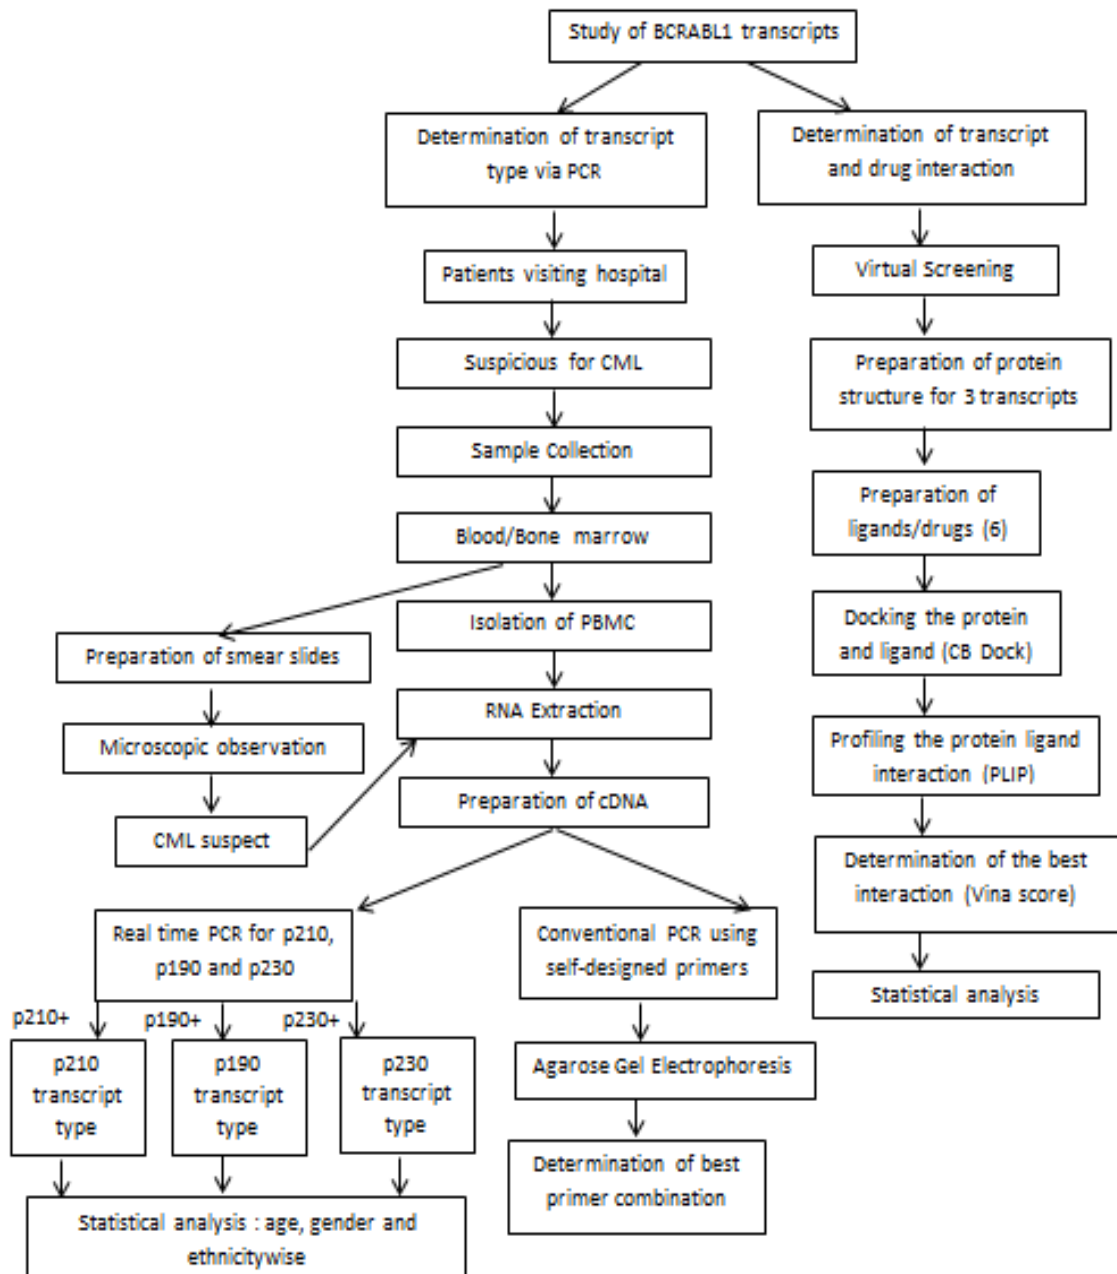 Study of BCRABL1 transcripts
Determination of transcript
type via PCR
Determination of transcript
and drug interaction
Patients visiting hospital
Virtual Screening
Suspicious for CML
Preparation of protein
structure for 3 transcripts
Sample Collection
Preparation of
ligands/drugs (6)
Blood/Bone marrow
Isolation of PBMC
Docking the protein
and ligand (CB Dock)
Preparation of smear slides
RNA Extraction
Microscopic observation
Profiling the protein ligand
interaction (PLIP)
Preparation of cDNA
CML suspect
Determination of the best
interaction (Vina score)
Real time PCR for p210,
p190 and p230
Conventional PCR using
self-designed primers
Statistical analysis
p210+
p190+
p230+
p210
transcript
type
p190
transcript
type
p230
transcript
type
Agarose Gel Electrophoresis
Determination of best
primer combination
Statistical analysis : age, gender and
ethnicitywise